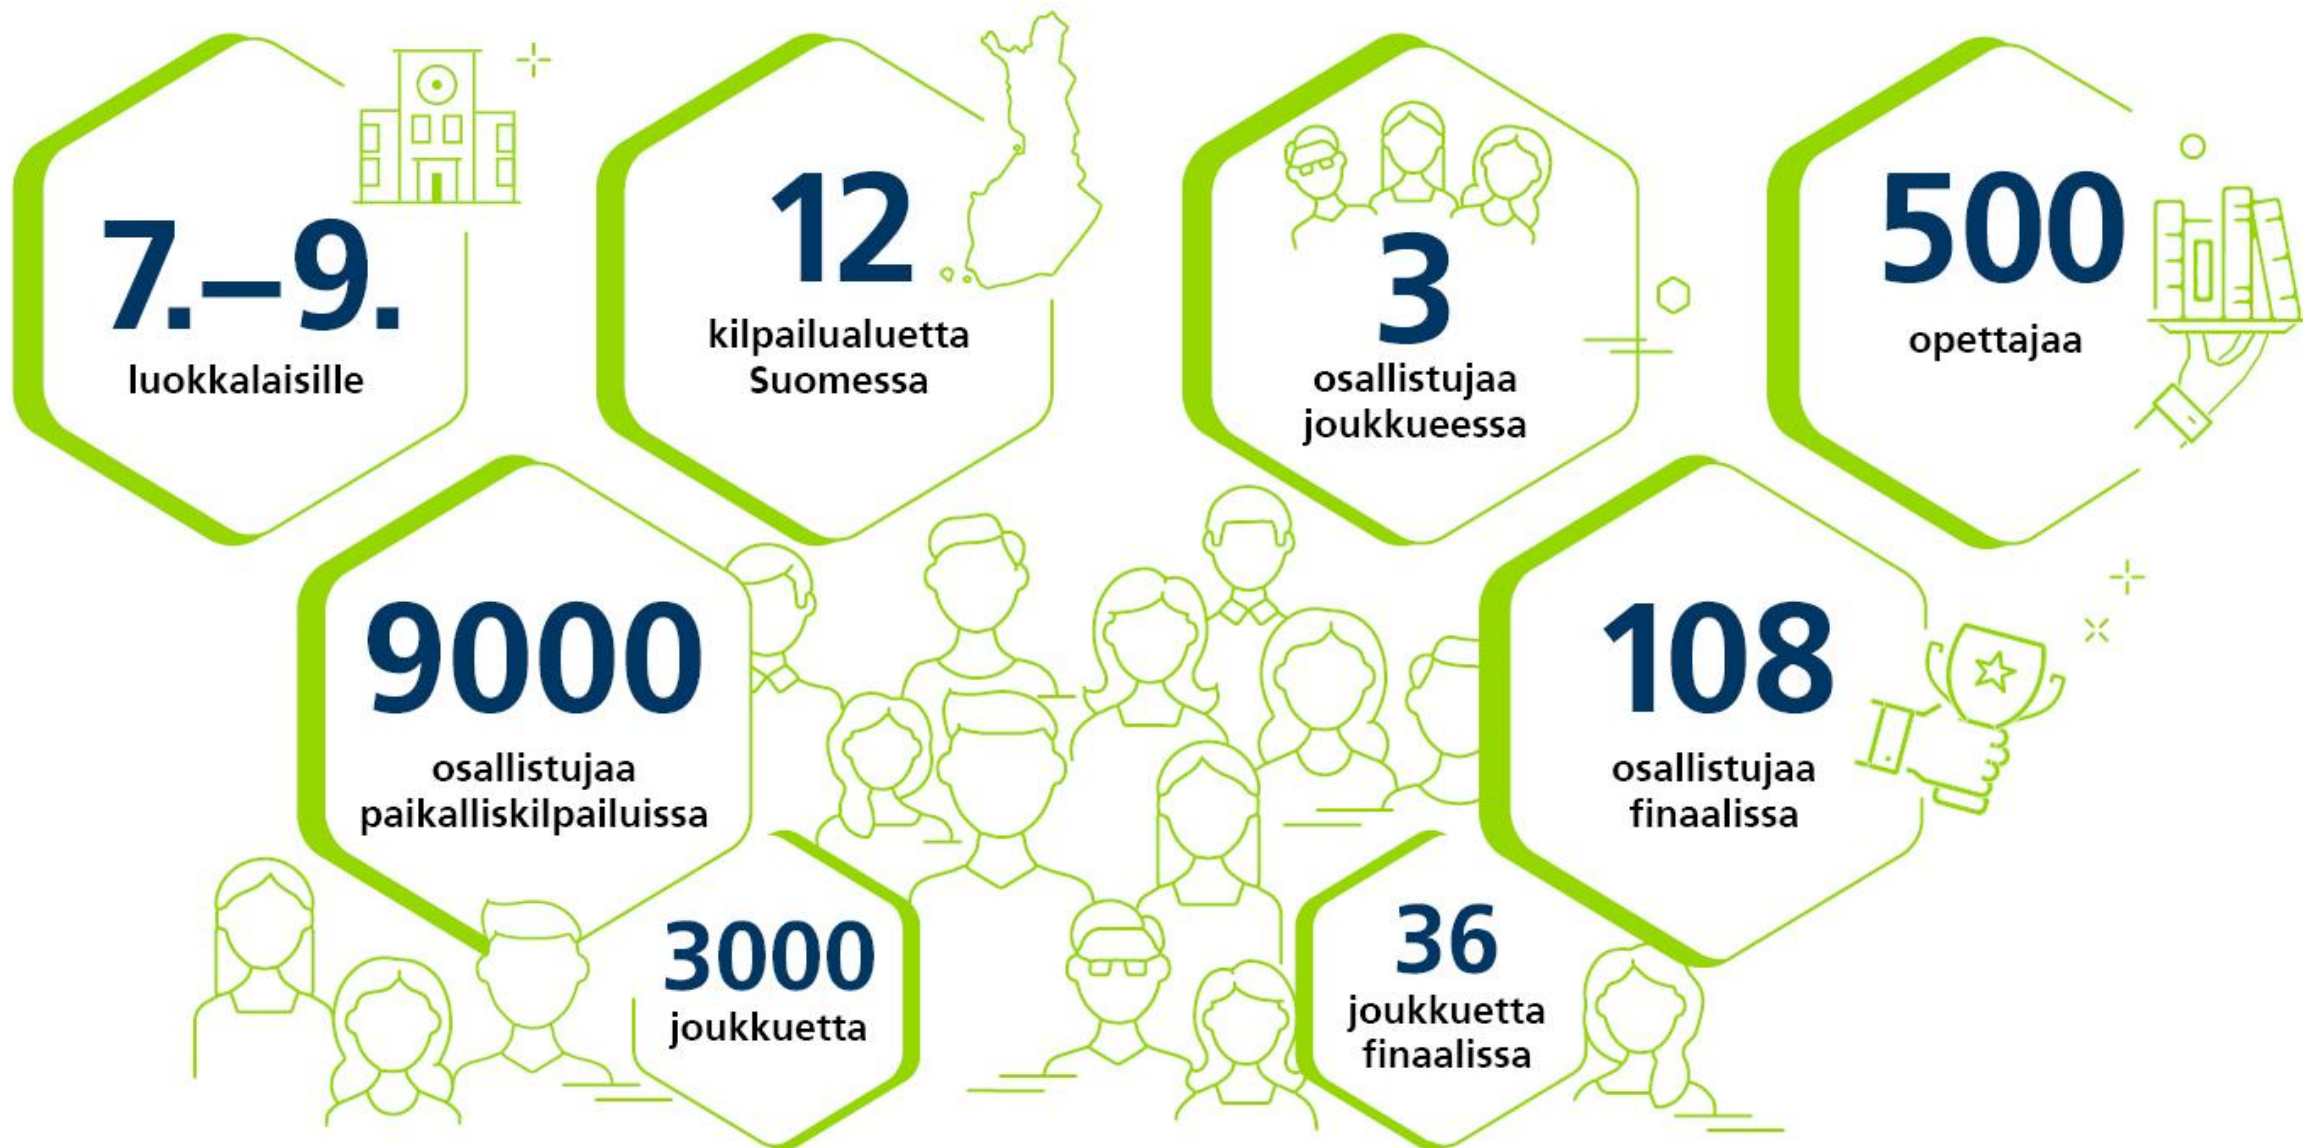 7.–9.
luokkalaisille
12
kilpailualuetta
Suomessa
3
osallistujaa
joukkueessa
500
opettajaa
9000
osallistujaa
paikalliskilpailuissa
108
osallistujaa
finaalissa
3000
joukkuetta
36
joukkuetta
finaalissa